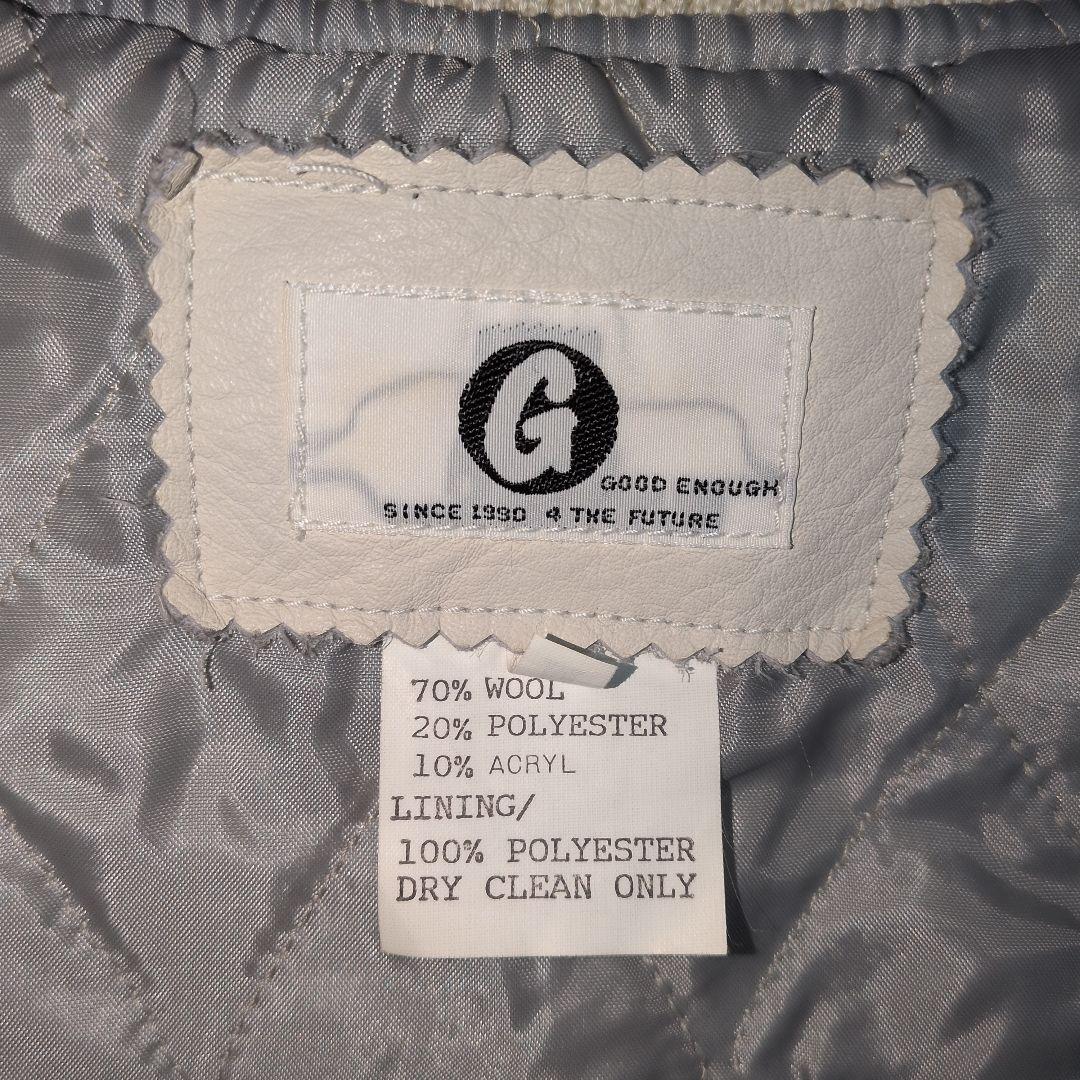 G
GOOD ENOUGH
SINCE 1990 4 THE FUTURE
70% WOOL
20% POLYESTER
10% ACRYL
LINING/
100% POLYESTER
DRY CLEAN ONLY